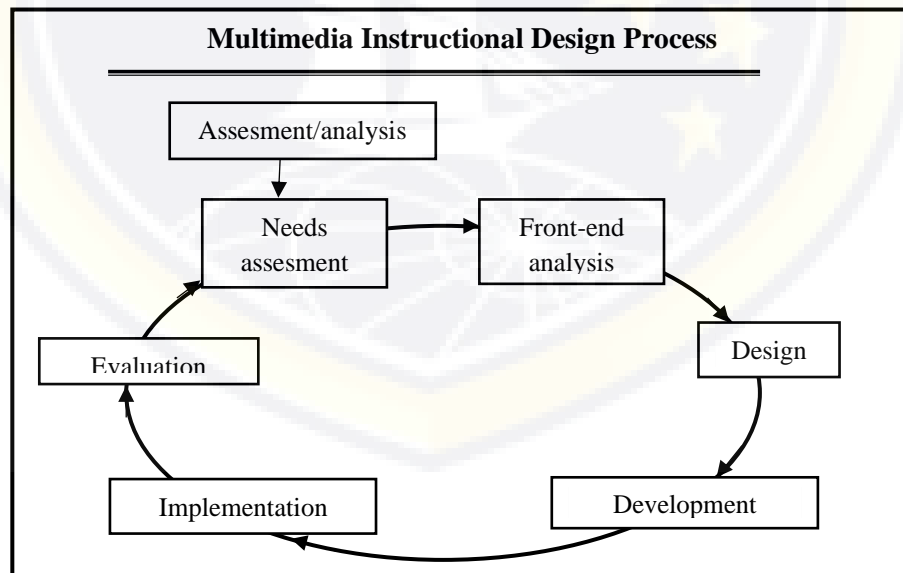 Multimedia Instructional Design Process
Assesment/analysis
Needs
assesment
Front-end
analysis
Design
Development
Implementation
Evaluation